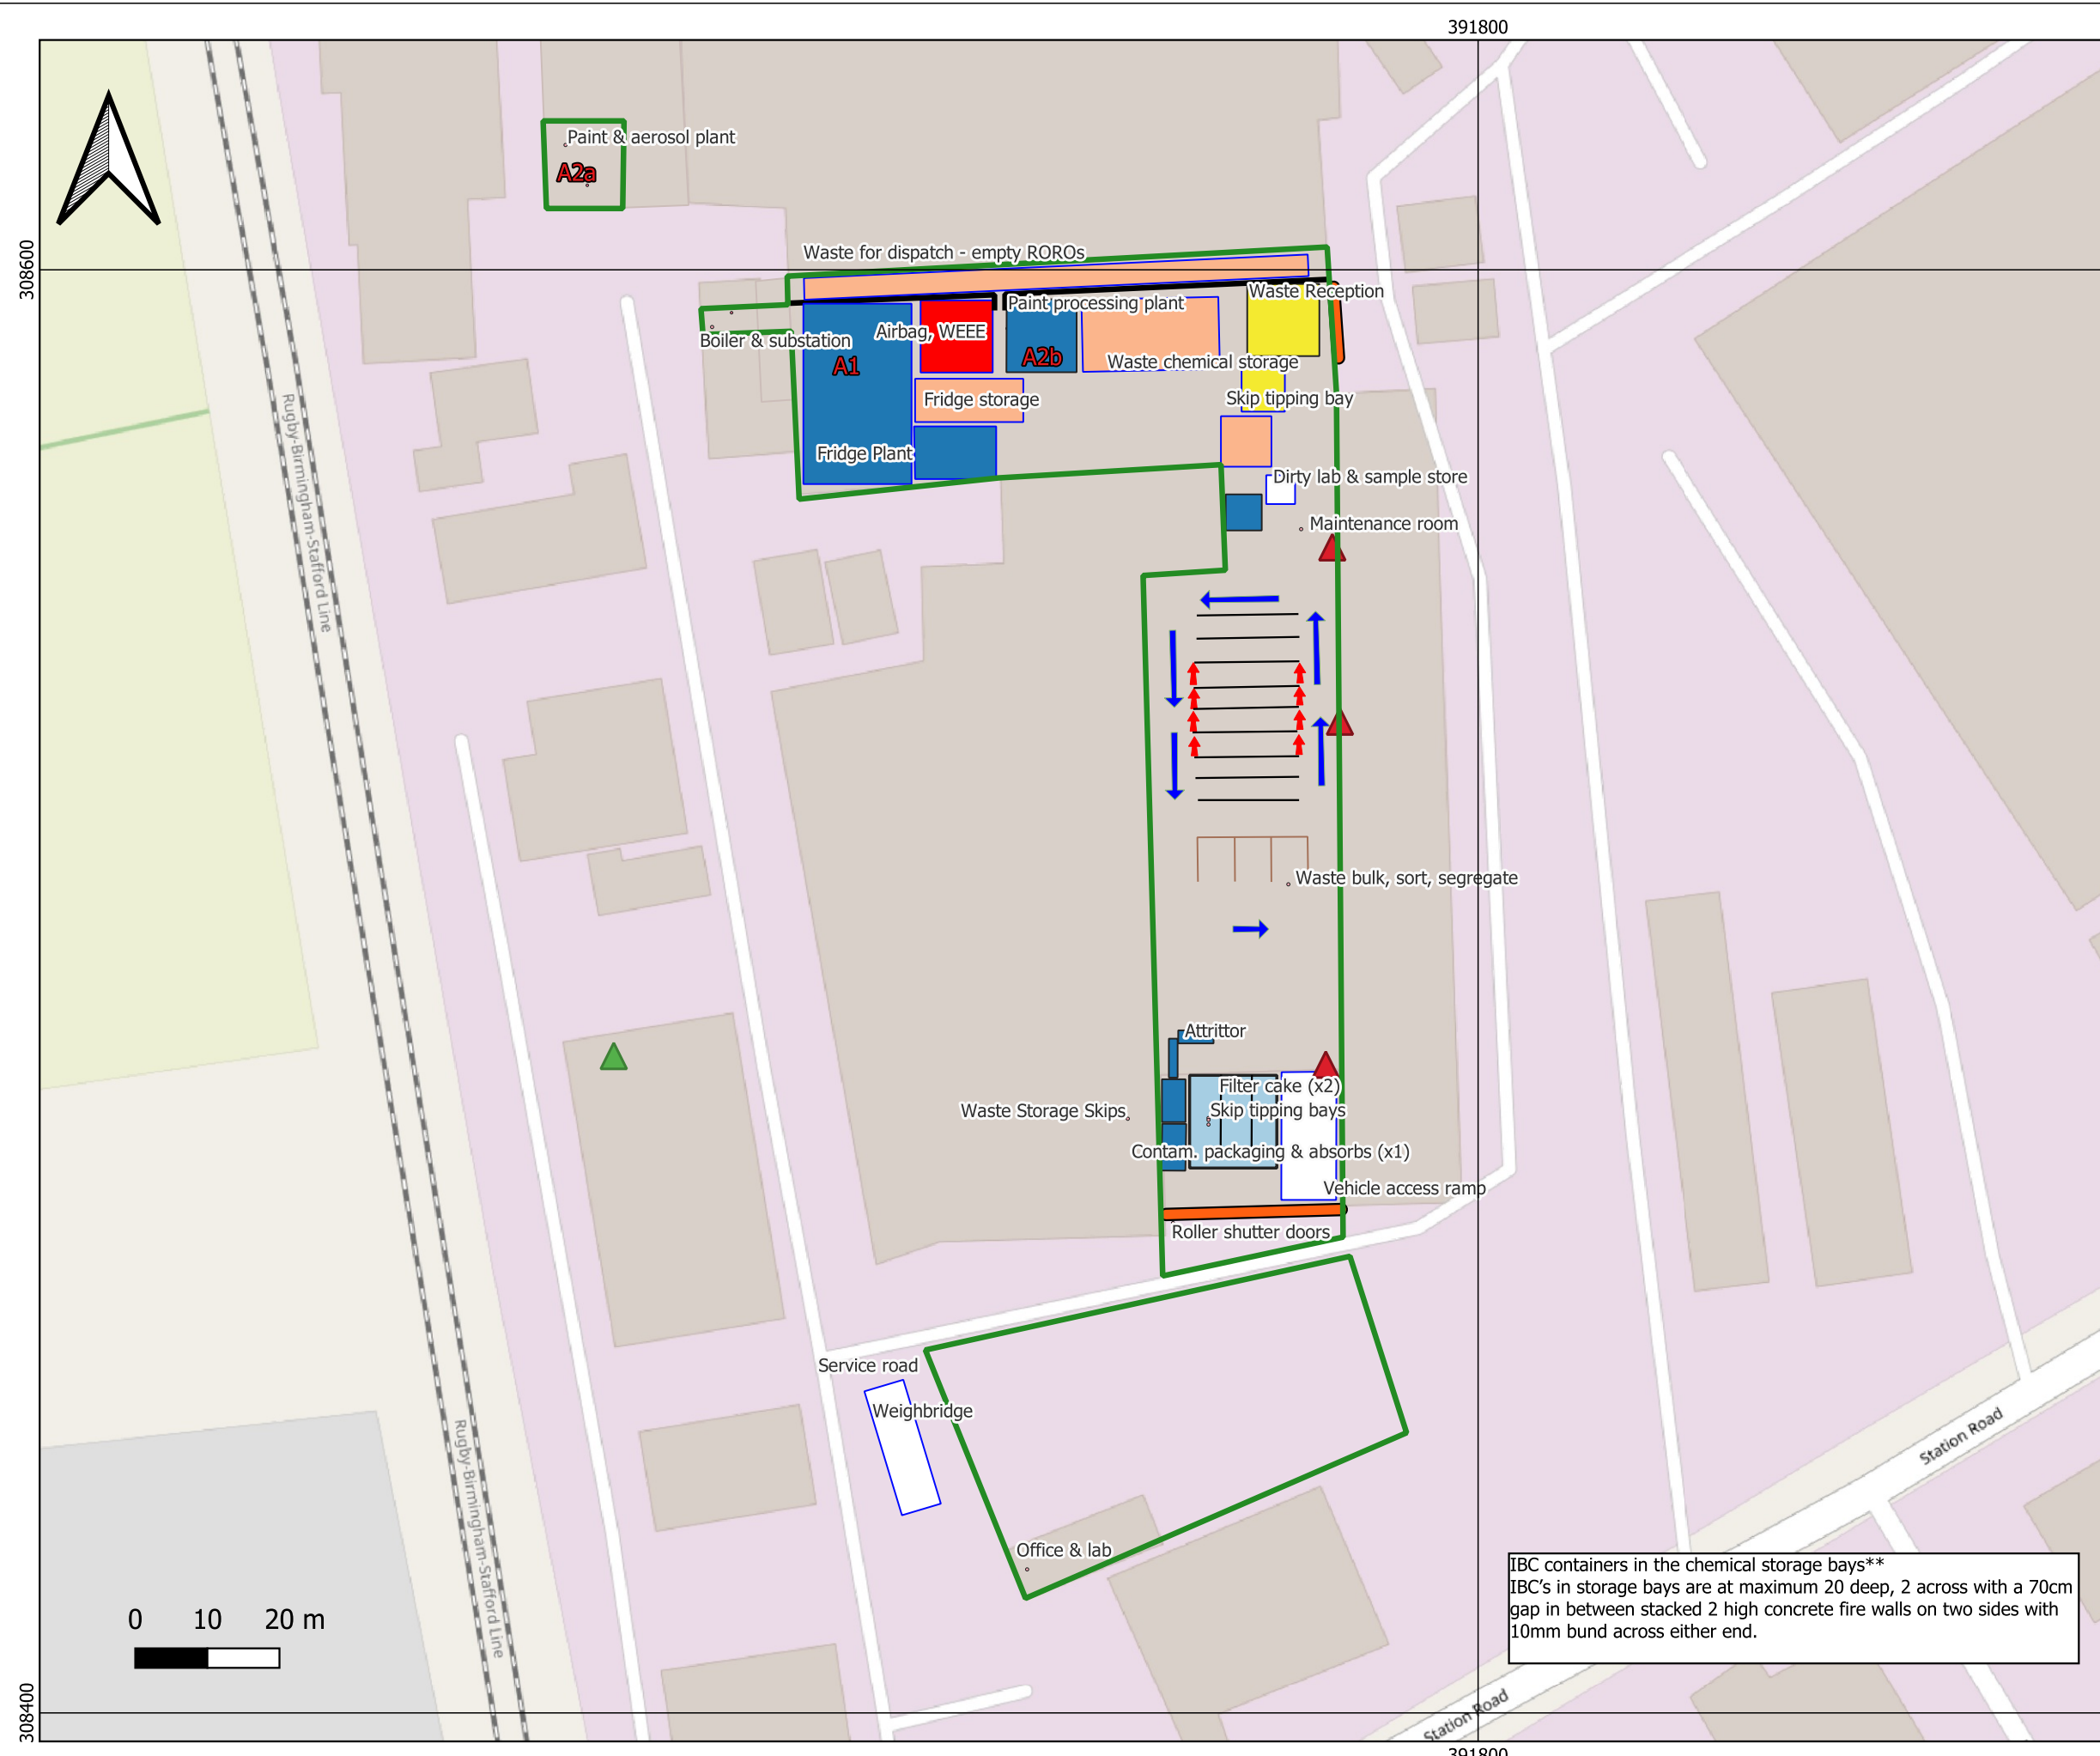 391800
Paint & aerosol plant
A2a
308600
Waste for dispatch - empty ROROs
Waste Reception
Paint processing plant
Airbag, WEEE
Boiler & substation
A2b
A1
Waste chemical storage
Fridge storage
Skip tipping bay
Fridge Plant
Dirty lab & sample store
Maintenance room
Rugby-Birmingham-Stafford Line
Waste bulk, sort, segregate
Attrittor
Filter cake (x2)
Waste Storage Skips
Skip tipping bays
Contam. packaging & absorbs (x1)
Vehicle access ramp
Roller shutter doors
Service road
Weighbridge
Station Road
Rugby-Birmingham-Stafford Line
Office & lab
IBC containers in the chemical storage bays**
IBC's in storage bays are at maximum 20 deep, 2 across with a 70cm
gap in between stacked 2 high concrete fire walls on two sides with
10mm bund across either end.
0 10 20 m
Station Road
308400
391800